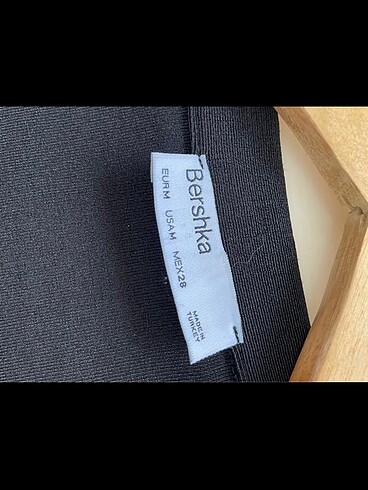 Bershka
EUR M USA M MEX 28
MADE IN
TURKEY